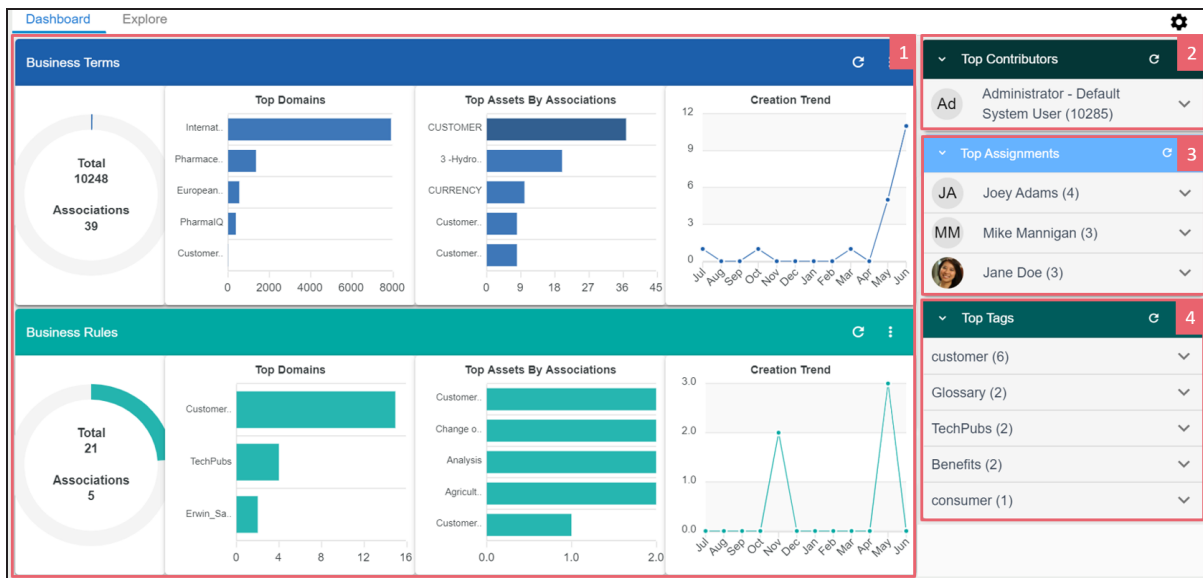 Dashboard Explore
1
Business Terms
Total
10248
Associations
39
Top Domains
Internat..
Pharmace..
European..
PharmaIQ
Customer..
0 2000 4000 6000 8000
Top Assets By Associations
CUSTOMER
3 -Hydro..
CURRENCY
Customer..
Customer..
0 9 18 27 36 45
Creation Trend
12
9
6
3
0
Jul Aug Sep Oct Nov Dec Jan Feb Mar Apr May Jun
Business Rules
Total
21
Associations
5
Top Domains
Customer..
TechPubs
Erwin_Sa..
0 4 8 12 16
Top Assets By Associations
Customer..
Change o..
Analysis
Agricult..
Customer..
0.0 1.0 2.0
Creation Trend
3.0
2.0
1.0
0.0
Jul Aug Sep Oct Nov Dec Jan Feb Mar Apr May Jun
Top Contributors 2
Ad
Administrator - Default
System User (10285)
Top Assignments 3
JA Joey Adams (4)
MM Mike Mannigan (3)
Jane Doe (3)
Top Tags 4
customer (6)
Glossary (2)
TechPubs (2)
Benefits (2)
consumer (1)